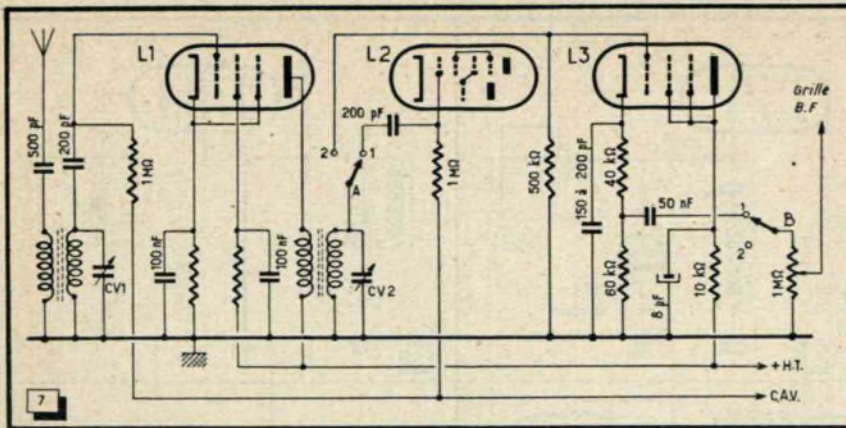 L1
L2
L3
500 pF
200 pF
1 MΩ
100 nF
CV1
100 nF
2
1
A
200 pF
CV2
1 MΩ
500 kΩ
150 à 200 pF
40 kΩ
60 kΩ
50 nF
8 µF
10 kΩ
1
B
2
1 MΩ
Grille
B.F
+ H.T.
C.A.V.
7